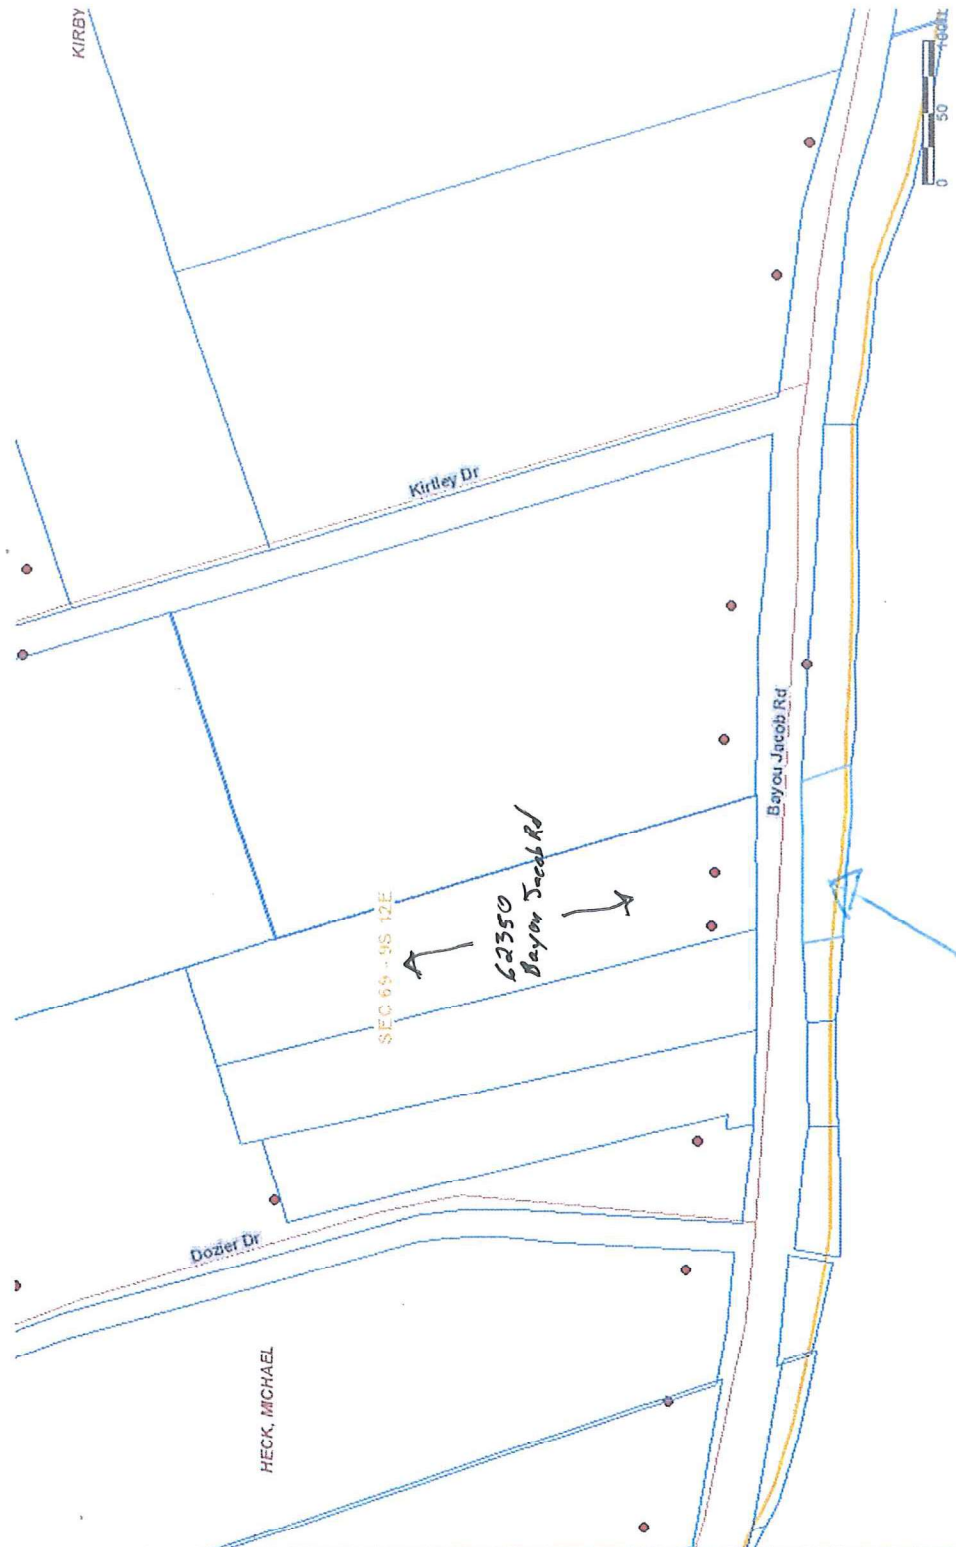 KIRBY
Kirtley Dr
SEC 69 - 9S 12E
62350
Bayou Jacob Rd
Bayou Jacob Rd
Dozier Dr
HECK, MICHAEL
0 50 100ft